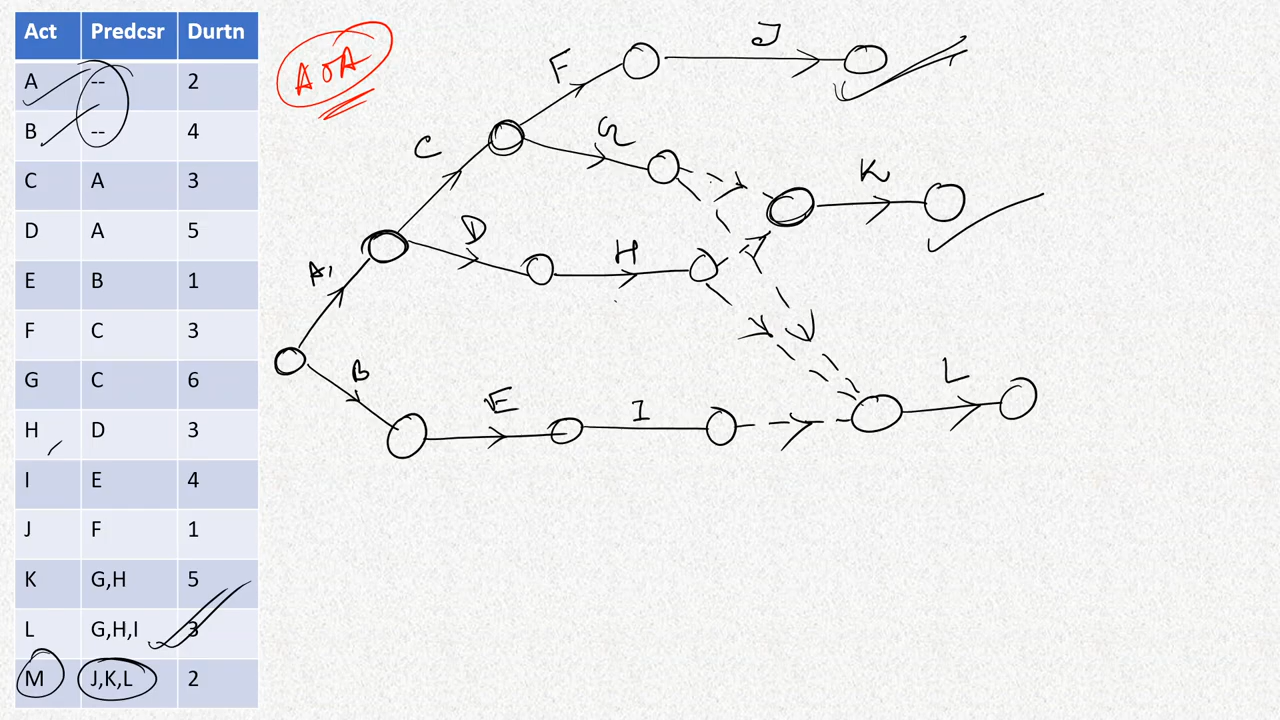 Act Predcsr Durtn
A -- 2
B -- 4
C A 3
D A 5
E B 1
F C 3
G C 6
H D 3
I E 4
J F 1
K G,H 5
L G,H,I 3
M J,K,L 2
AOA
F
J
C
G
K
D
H
A
B
E
I
L